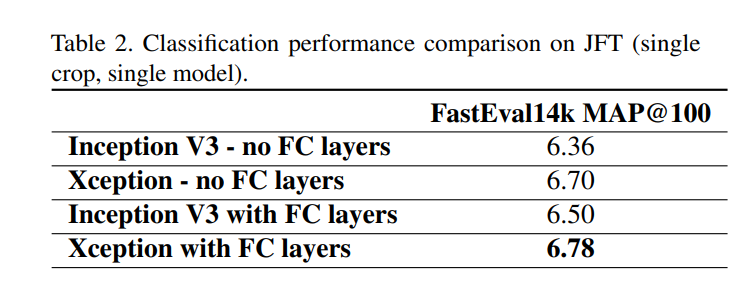 Table 2. Classification performance comparison on JFT (single
crop, single model).
FastEval14k MAP@100
Inception V3 - no FC layers 6.36
Xception - no FC layers 6.70
Inception V3 with FC layers 6.50
Xception with FC layers 6.78